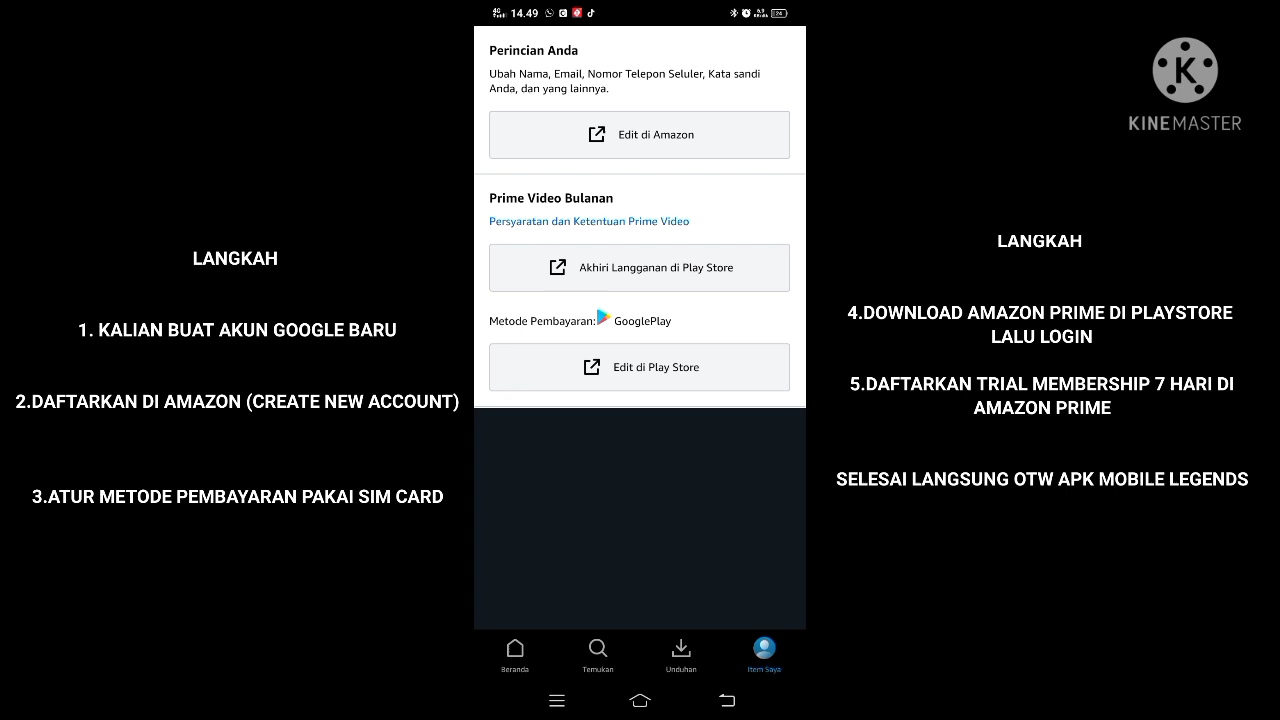 4G
14.49
24
Perincian Anda
Ubah Nama, Email, Nomor Telepon Seluler, Kata sandi
Anda, dan yang lainnya.
Edit di Amazon
Prime Video Bulanan
Persyaratan dan Ketentuan Prime Video
Akhiri Langganan di Play Store
Metode Pembayaran: GooglePlay
Edit di Play Store
Beranda
Temukan
Unduhan
Item Saya
LANGKAH
1. KALIAN BUAT AKUN GOOGLE BARU
2.DAFTARKAN DI AMAZON (CREATE NEW ACCOUNT)
3.ATUR METODE PEMBAYARAN PAKAI SIM CARD
K
KINEMASTER
LANGKAH
4.DOWNLOAD AMAZON PRIME DI PLAYSTORE
LALU LOGIN
5.DAFTARKAN TRIAL MEMBERSHIP 7 HARI DI
AMAZON PRIME
SELESAI LANGSUNG OTW APK MOBILE LEGENDS